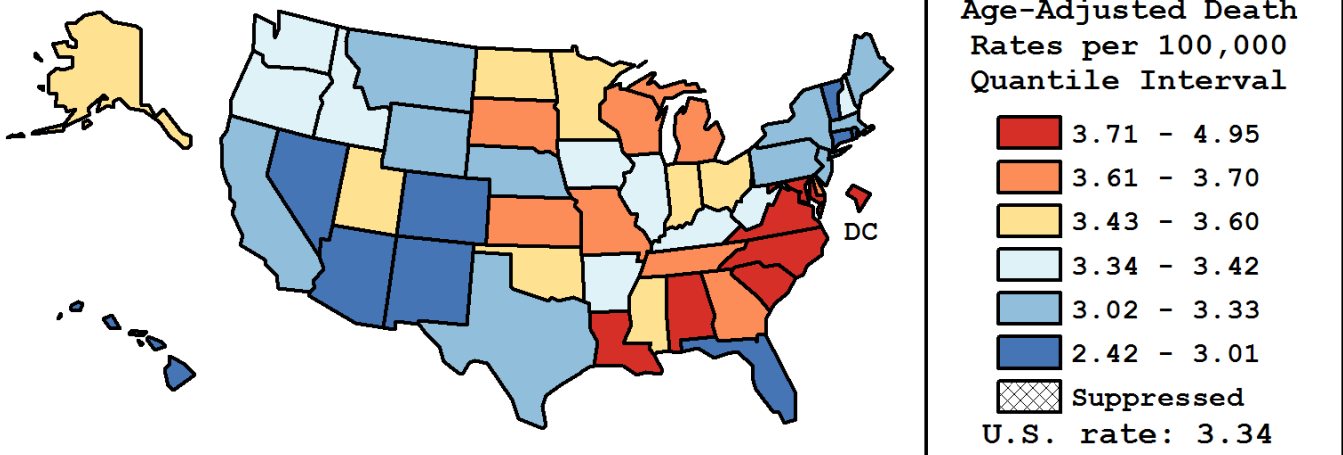 Age-Adjusted Death
Rates per 100,000
Quantile Interval
3.71 - 4.95
3.61 - 3.70
3.43 - 3.60
3.34 - 3.42
3.02 - 3.33
2.42 - 3.01
Suppressed
U.S. rate: 3.34
DC